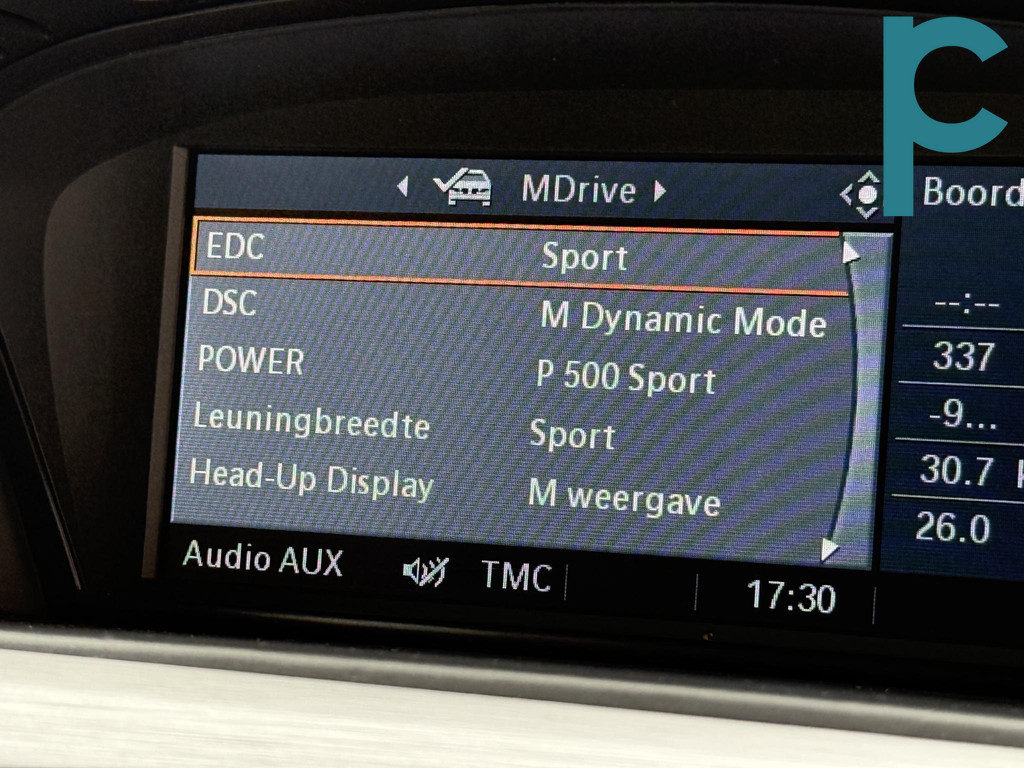 MDrive
EDC Sport
DSC M Dynamic Mode
POWER P 500 Sport
Leuningbreedte Sport
Head-Up Display M weergave
Audio AUX TMC 17:30
Boord
--:--
337
-9...
30.7
26.0